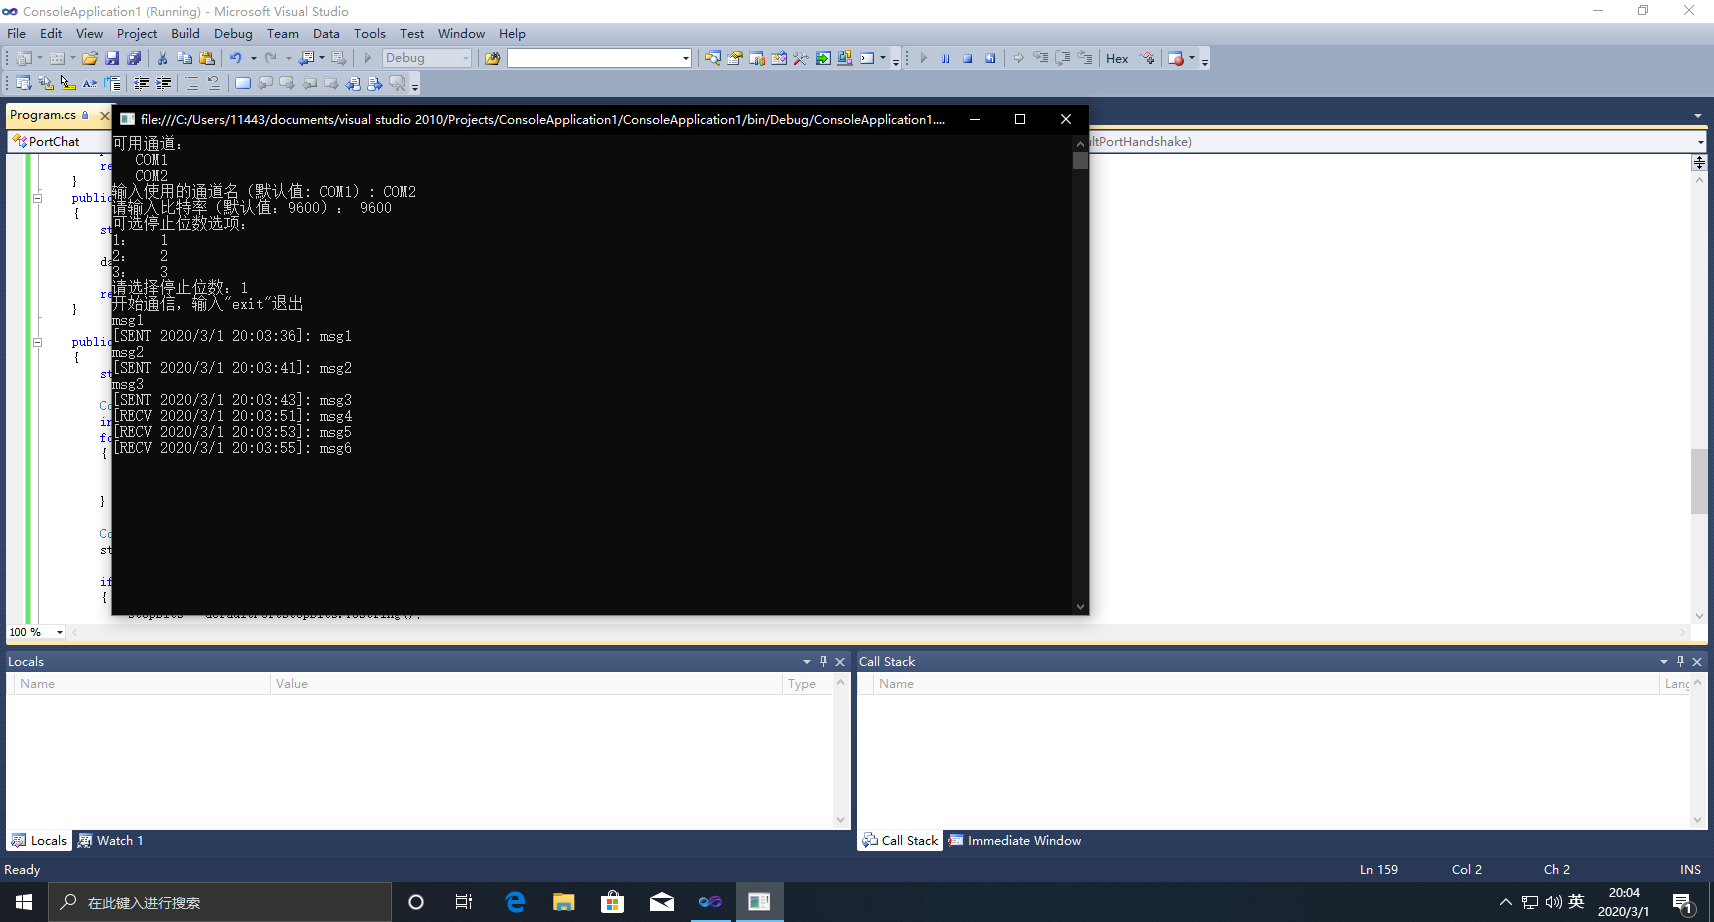 ConsoleApplication1 (Running) - Microsoft Visual Studio
File Edit View Project Build Debug Team Data Tools Test Window Help
Debug
Hex
Program.cs
file:///C:/Users/11443/documents/visual studio 2010/Projects/ConsoleApplication1/ConsoleApplication1/bin/Debug/ConsoleApplication1....
PortChat
ltPortHandshake)
可用通道:
COM1
COM2
输入使用的通道名（默认值: COM1）: COM2
请输入比特率（默认值: 9600）: 9600
可选停止位数选项:
1: 1
2: 2
3: 3
请选择停止位数: 1
开始通信, 输入"exit"退出
msg1
[SENT 2020/3/1 20:03:36]: msg1
msg2
[SENT 2020/3/1 20:03:41]: msg2
msg3
[SENT 2020/3/1 20:03:43]: msg3
[RECV 2020/3/1 20:03:51]: msg4
[RECV 2020/3/1 20:03:53]: msg5
[RECV 2020/3/1 20:03:55]: msg6
re
}
public
{
st
da
re
}
public
{
st
Co
in
fo
{
}
Co
st
if
{
100 %
Locals
Name Value Type
Call Stack
Name Lang
Locals Watch 1
Call Stack Immediate Window
Ready Ln 159 Col 2 Ch 2 INS
在此键入进行搜索
英
20:04
2020/3/1
1